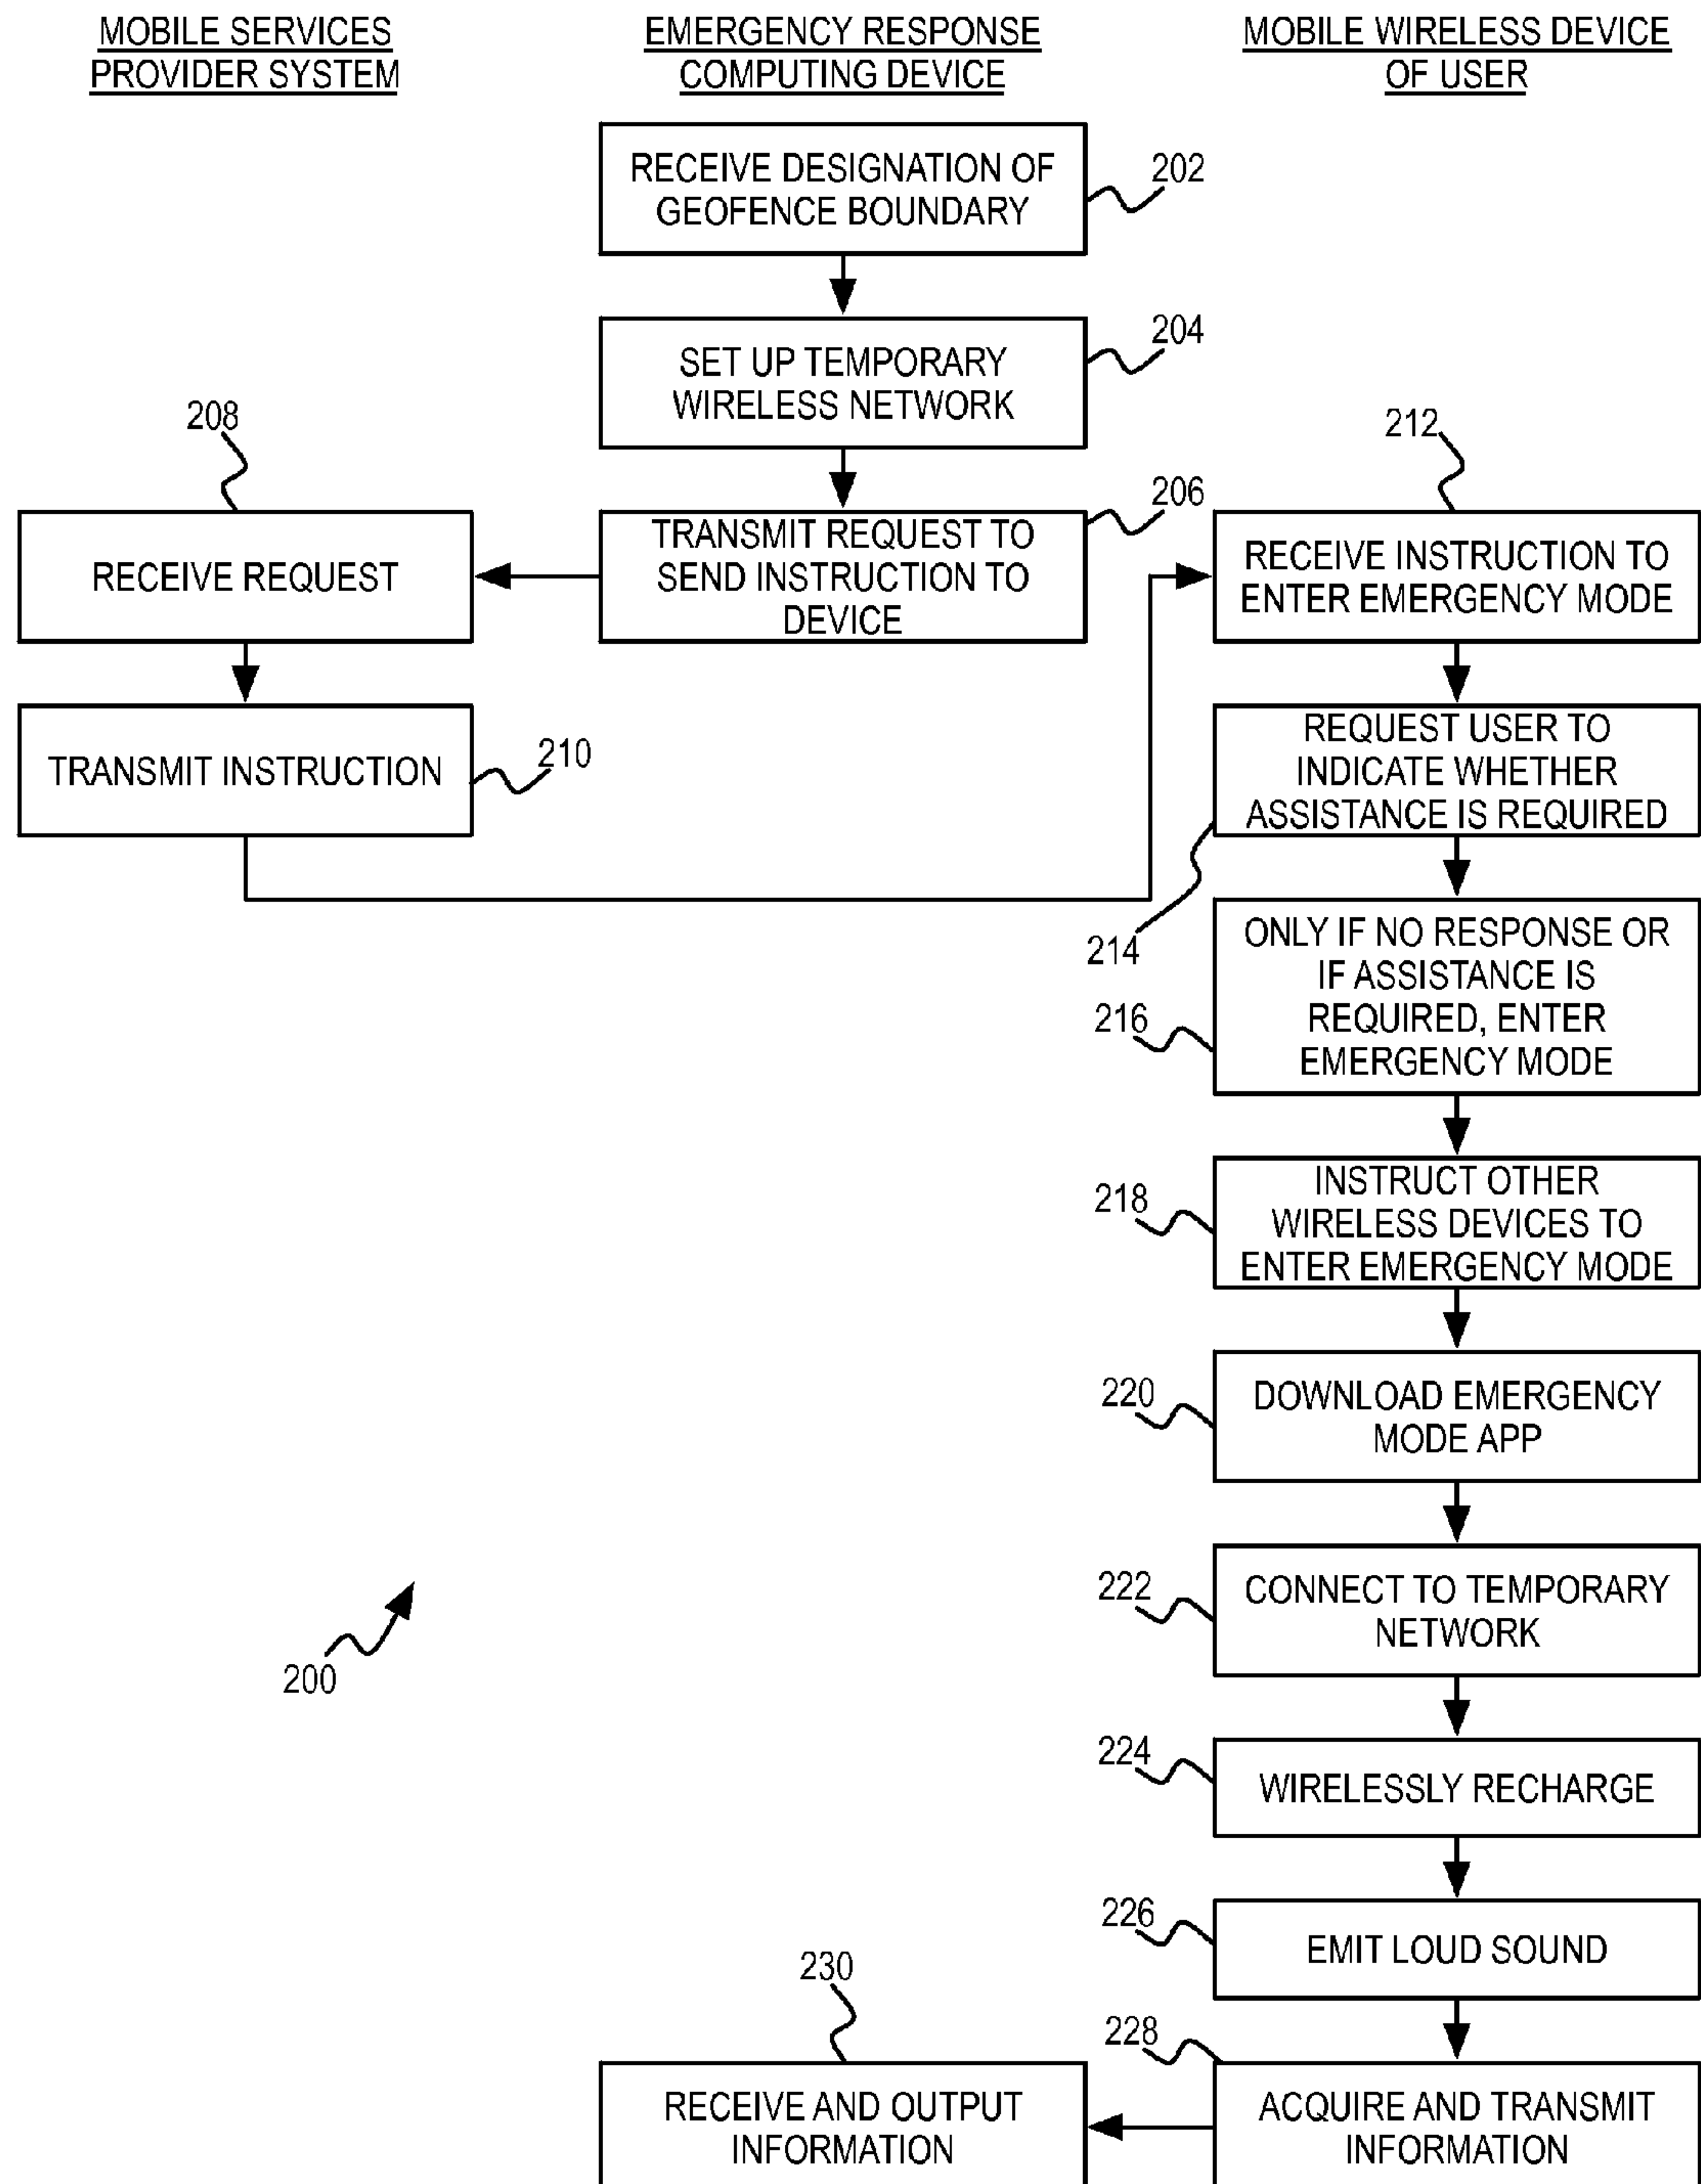 MOBILE SERVICES
PROVIDER SYSTEM
EMERGENCY RESPONSE
COMPUTING DEVICE
MOBILE WIRELESS DEVICE
OF USER
RECEIVE DESIGNATION OF
GEOFENCE BOUNDARY
202
SET UP TEMPORARY
WIRELESS NETWORK
204
TRANSMIT REQUEST TO
SEND INSTRUCTION TO
DEVICE
206
208
RECEIVE REQUEST
TRANSMIT INSTRUCTION
210
212
RECEIVE INSTRUCTION TO
ENTER EMERGENCY MODE
REQUEST USER TO
INDICATE WHETHER
ASSISTANCE IS REQUIRED
214
ONLY IF NO RESPONSE OR
IF ASSISTANCE IS
REQUIRED, ENTER
EMERGENCY MODE
216
INSTRUCT OTHER
WIRELESS DEVICES TO
ENTER EMERGENCY MODE
218
DOWNLOAD EMERGENCY
MODE APP
220
CONNECT TO TEMPORARY
NETWORK
222
200
WIRELESSLY RECHARGE
224
EMIT LOUD SOUND
226
ACQUIRE AND TRANSMIT
INFORMATION
228
230
RECEIVE AND OUTPUT
INFORMATION